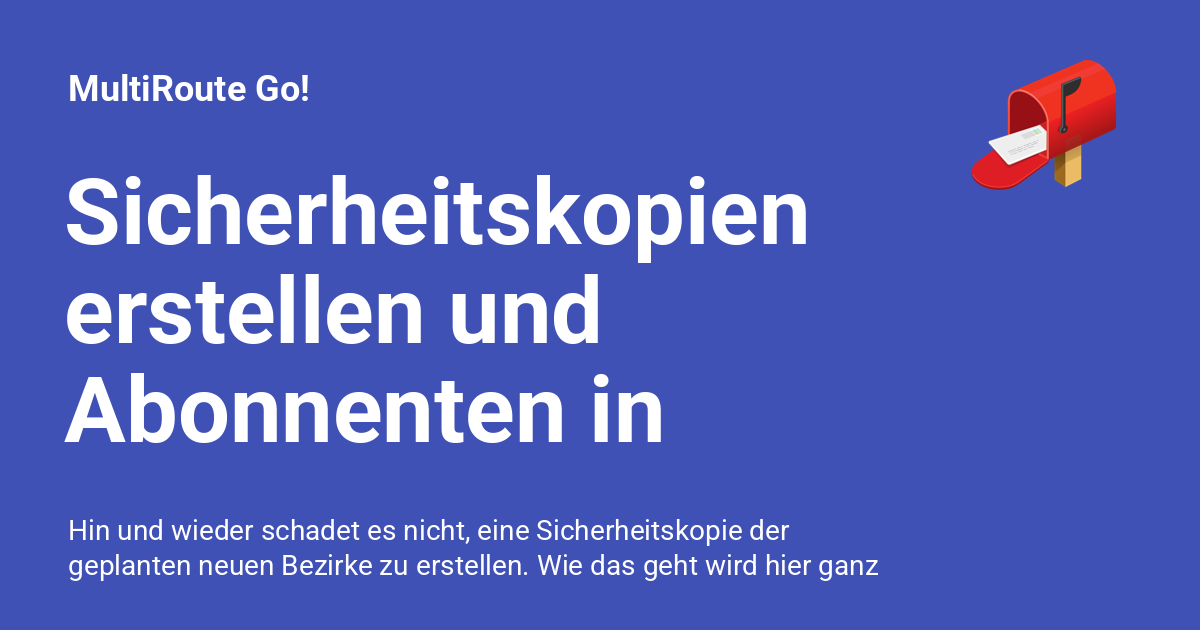 MultiRoute Go!
Sicherheitskopien
erstellen und
Abonnenten in
Hin und wieder schadet es nicht, eine Sicherheitskopie der
geplanten neuen Bezirke zu erstellen. Wie das geht wird hier ganz